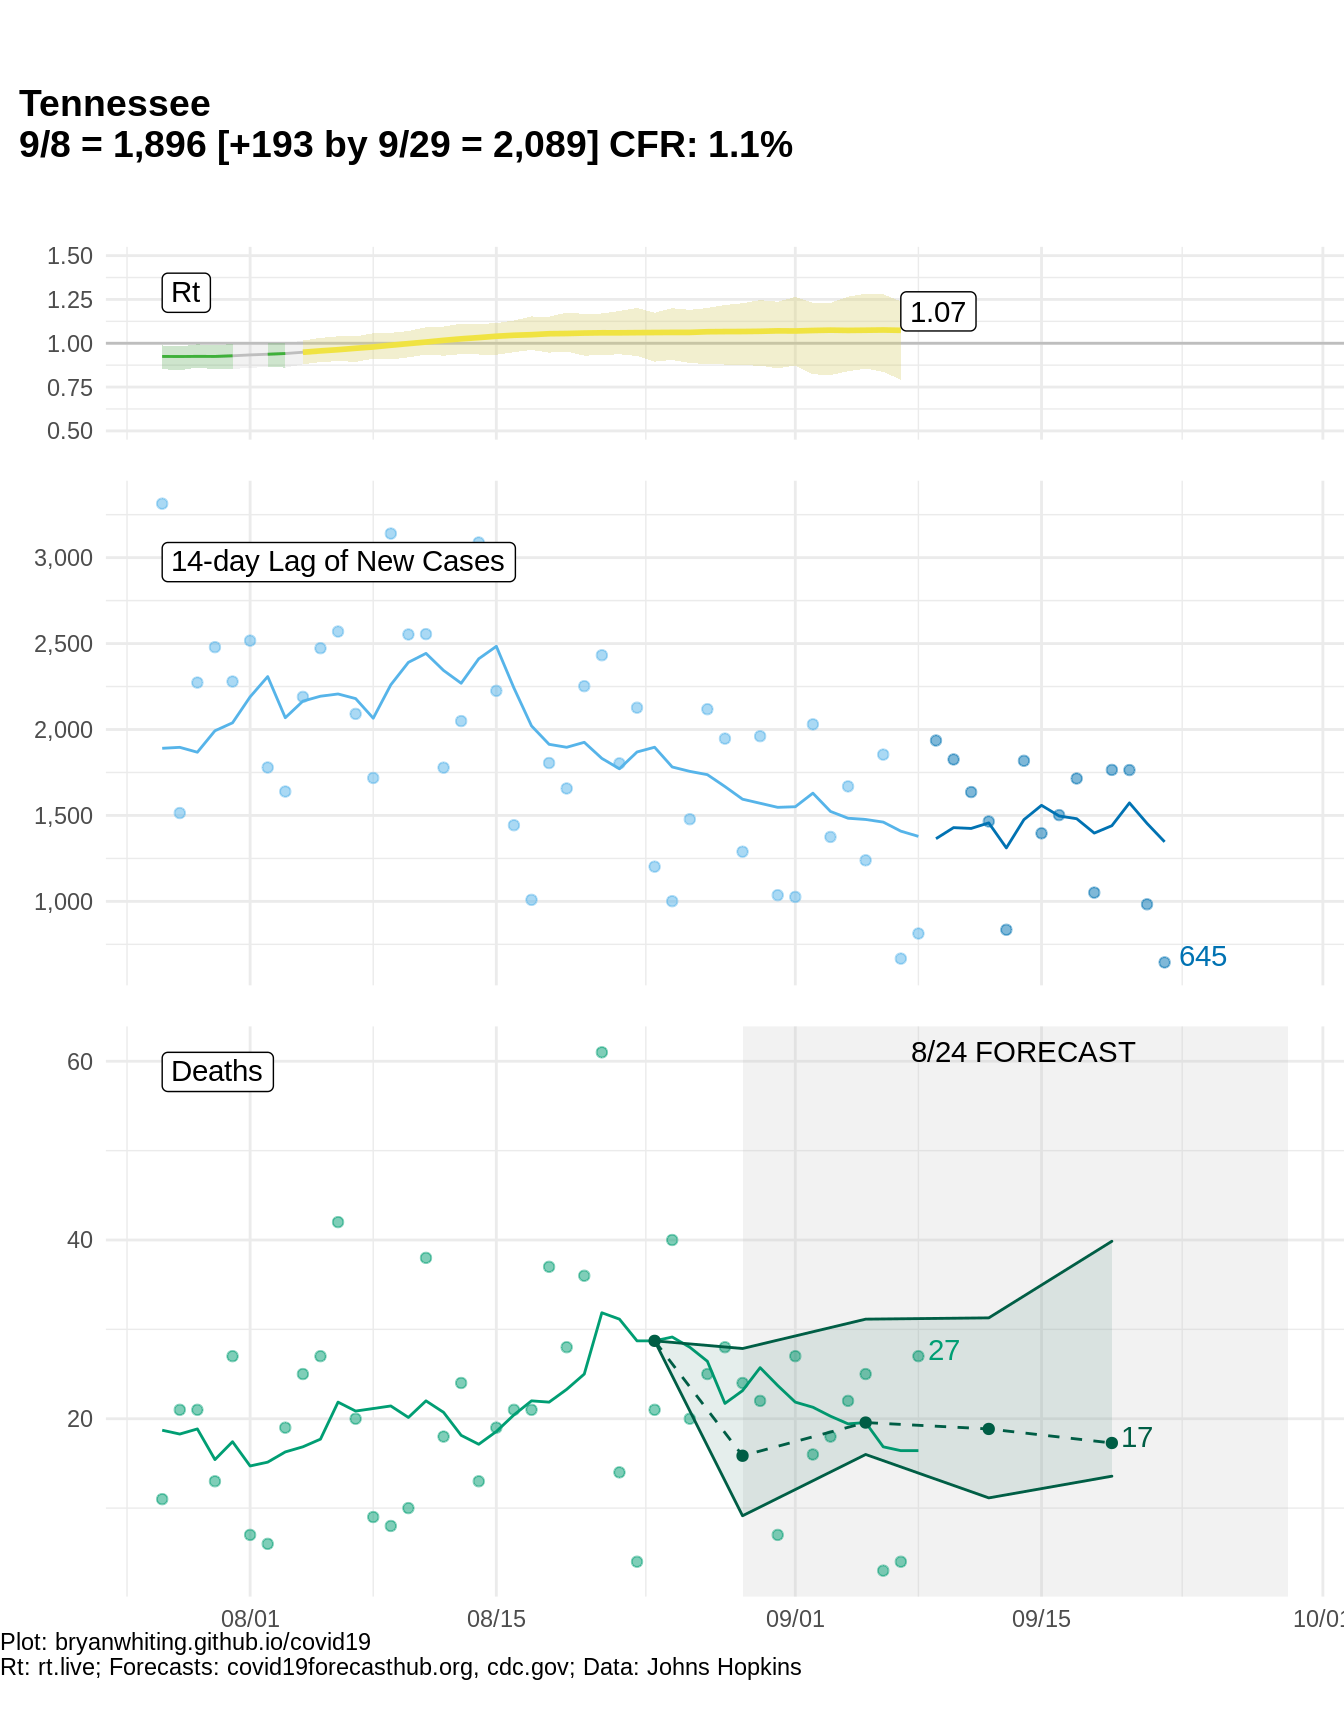 Tennessee
9/8 = 1,896 [+193 by 9/29 = 2,089] CFR: 1.1%
1.50
1.25
1.00
0.75
0.50
Rt
1.07
3,000
2,500
2,000
1,500
1,000
14-day Lag of New Cases
645
60
40
20
Deaths
8/24 FORECAST
27
17
08/01
08/15
09/01
09/15
10/01
Plot: bryanwhiting.github.io/covid19
Rt: rt.live; Forecasts: covid19forecasthub.org, cdc.gov; Data: Johns Hopkins